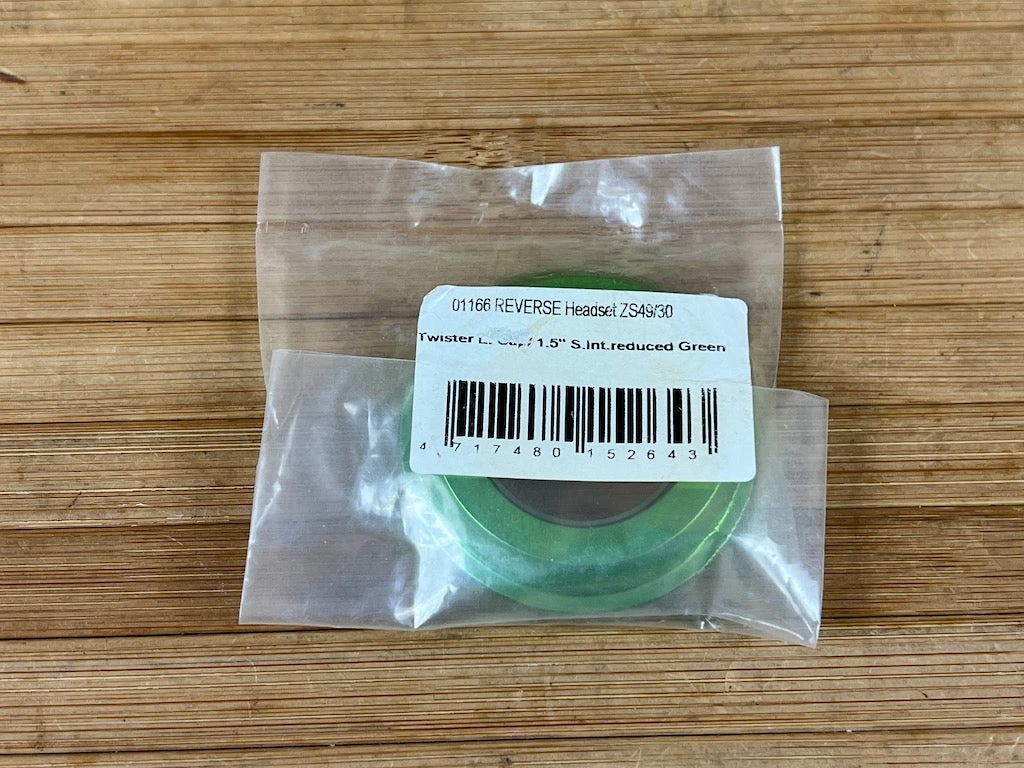 01166 REVERSE Headset ZS49/30
Twister 1.5" S.Int.reduced Green
4 717480 152643